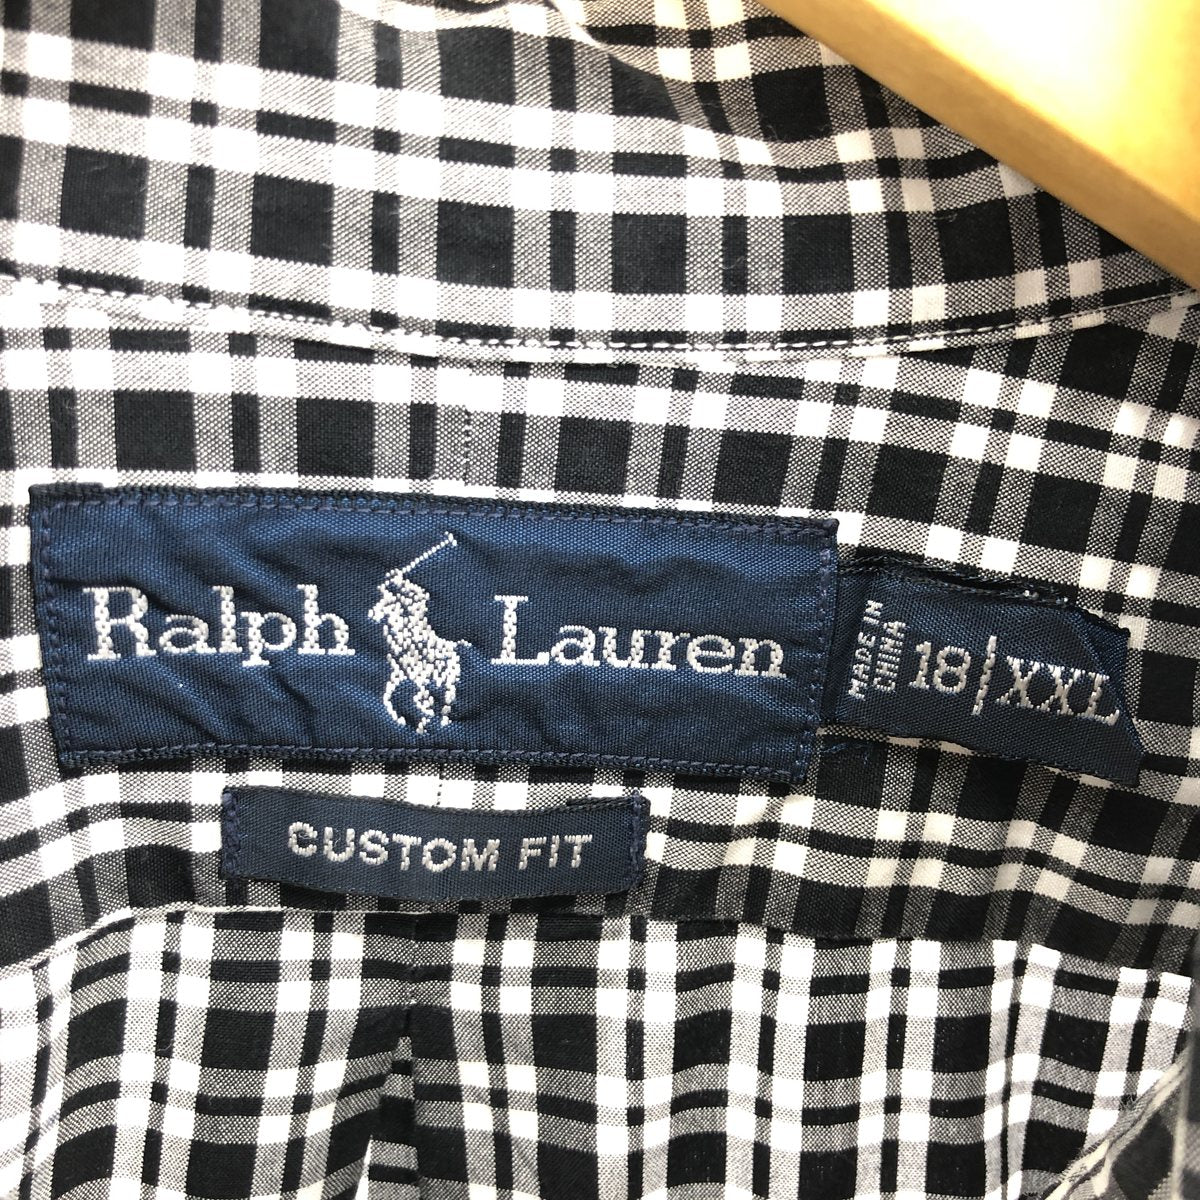 Ralph Lauren
MADE IN
CHINA
18/XXL
CUSTOM FIT